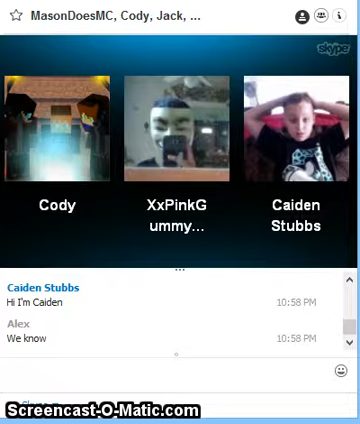 MasonDoesMC, Cody, Jack, ...
skype
Cody
XxPinkG
ummy...
Caiden
Stubbs
Caiden Stubbs
Hi I'm Caiden
10:58 PM
Alex
We know
10:58 PM
Screencast-O-Matic.com